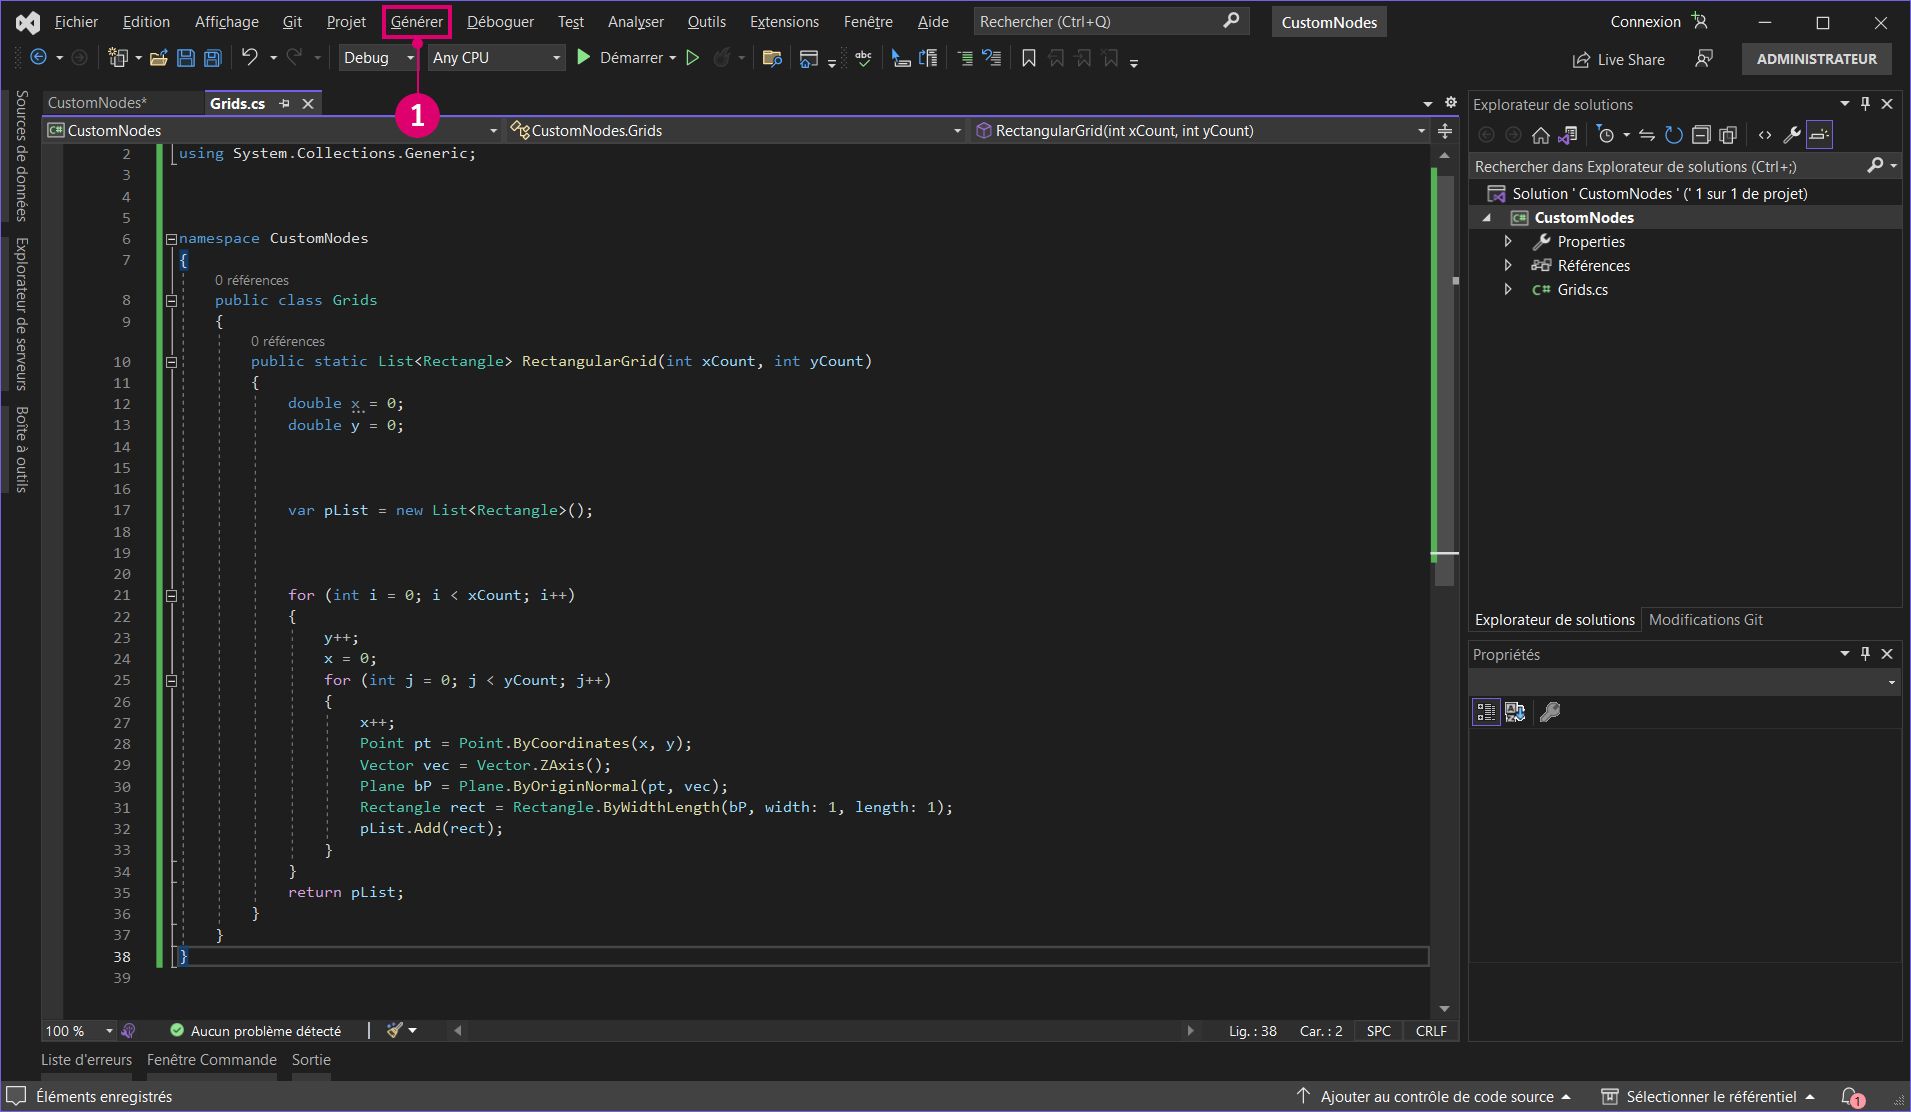 Fichier Edition Affichage Git Projet Générer Déboguer Test Analyser Outils Extensions Fenêtre Aide Rechercher (Ctrl+Q) CustomNodes Connexion
Debug Any CPU Démarrer Live Share ADMINISTRATEUR
1
Sources de données
Explorateur de serveurs
Boîte à outils
CustomNodes* Grids.cs
CustomNodes CustomNodes.Grids RectangularGrid(int xCount, int yCount)
2 using System.Collections.Generic;
3
4
5
6 namespace CustomNodes
7 {
0 références
8 public class Grids
9 {
0 références
10 public static List<Rectangle> RectangularGrid(int xCount, int yCount)
11 {
12 double x = 0;
13 double y = 0;
14
15
16
17 var pList = new List<Rectangle>();
18
19
20
21 for (int i = 0; i < xCount; i++)
22 {
23 y++;
24 x = 0;
25 for (int j = 0; j < yCount; j++)
26 {
27 x++;
28 Point pt = Point.ByCoordinates(x, y);
29 Vector vec = Vector.ZAxis();
30 Plane bP = Plane.ByOriginNormal(pt, vec);
31 Rectangle rect = Rectangle.ByWidthLength(bP, width: 1, length: 1);
32 pList.Add(rect);
33 }
34 }
35 return pList;
36 }
37 }
38 }
39
100 % Aucun problème détecté Lig. : 38 Car. : 2 SPC CRLF
Liste d'erreurs Fenêtre Commande Sortie
Explorateur de solutions
Rechercher dans Explorateur de solutions (Ctrl+;)
Solution ' CustomNodes ' (' 1 sur 1 de projet)
C# CustomNodes
Properties
Références
C# Grids.cs
Explorateur de solutions Modifications Git
Propriétés
Éléments enregistrés Ajouter au contrôle de code source Sélectionner le référentiel 1